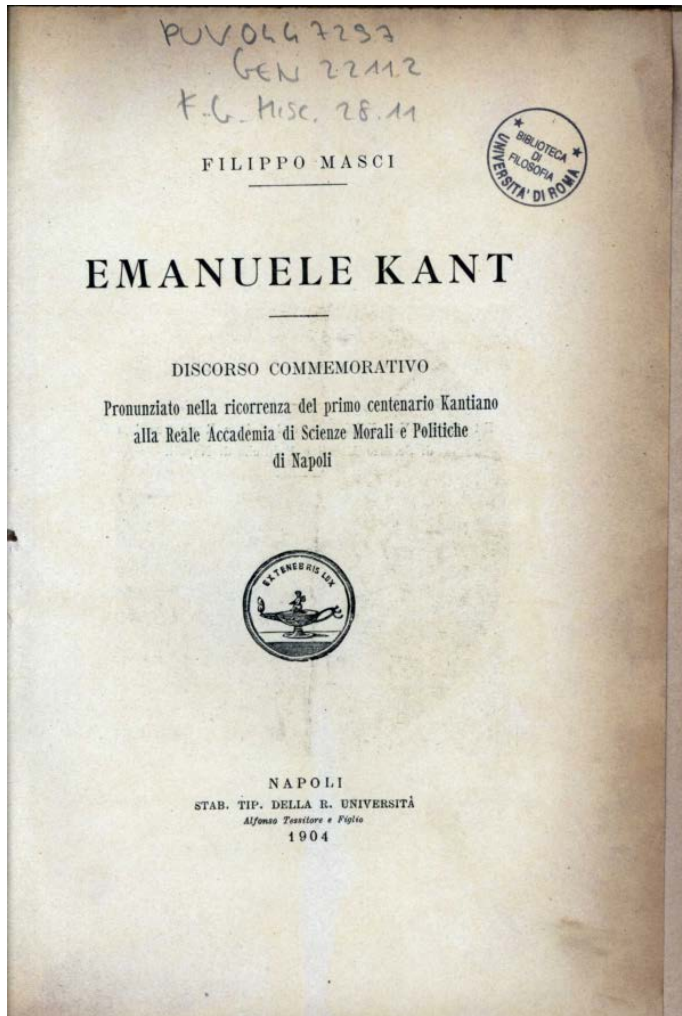 PUV0447297
GEN 22112
F.G. Misc. 28.11
FILIPPO MASCI
BIBLIOTECA
DI
FILOSOFIA
UNIVERSITA' DI ROMA
EMANUELE KANT
DISCORSO COMMEMORATIVO
Pronunziato nella ricorrenza del primo centenario Kantiano
alla Reale Accademia di Scienze Morali e Politiche
di Napoli
EX TENEBRIS LUX
NAPOLI
STAB. TIP. DELLA R. UNIVERSITÀ
Alfonso Tessitore e Figlio
1904